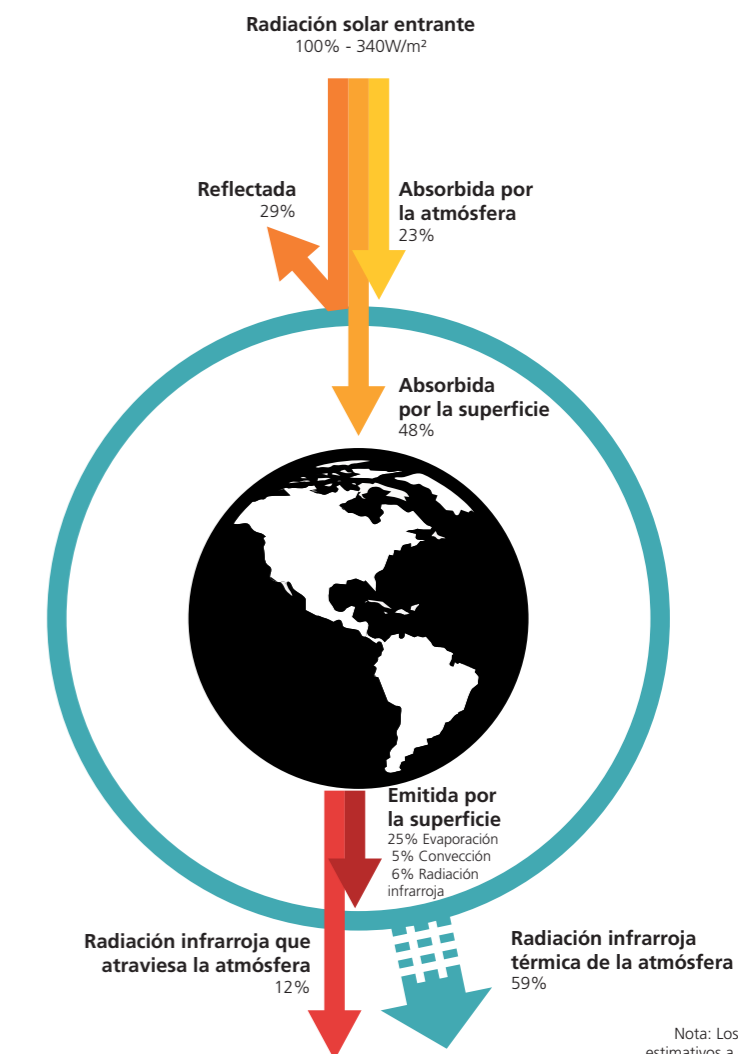 Radiación solar entrante
100% - 340W/m²
Reflectada
29%
Absorbida por
la atmósfera
23%
Absorbida
por la superficie
48%
Emitida por
la superficie
25% Evaporación
5% Convección
6% Radiación
infrarroja
Radiación infrarroja que
atraviesa la atmósfera
12%
Radiación infrarroja
térmica de la atmósfera
59%
Nota: Los
estimativos a